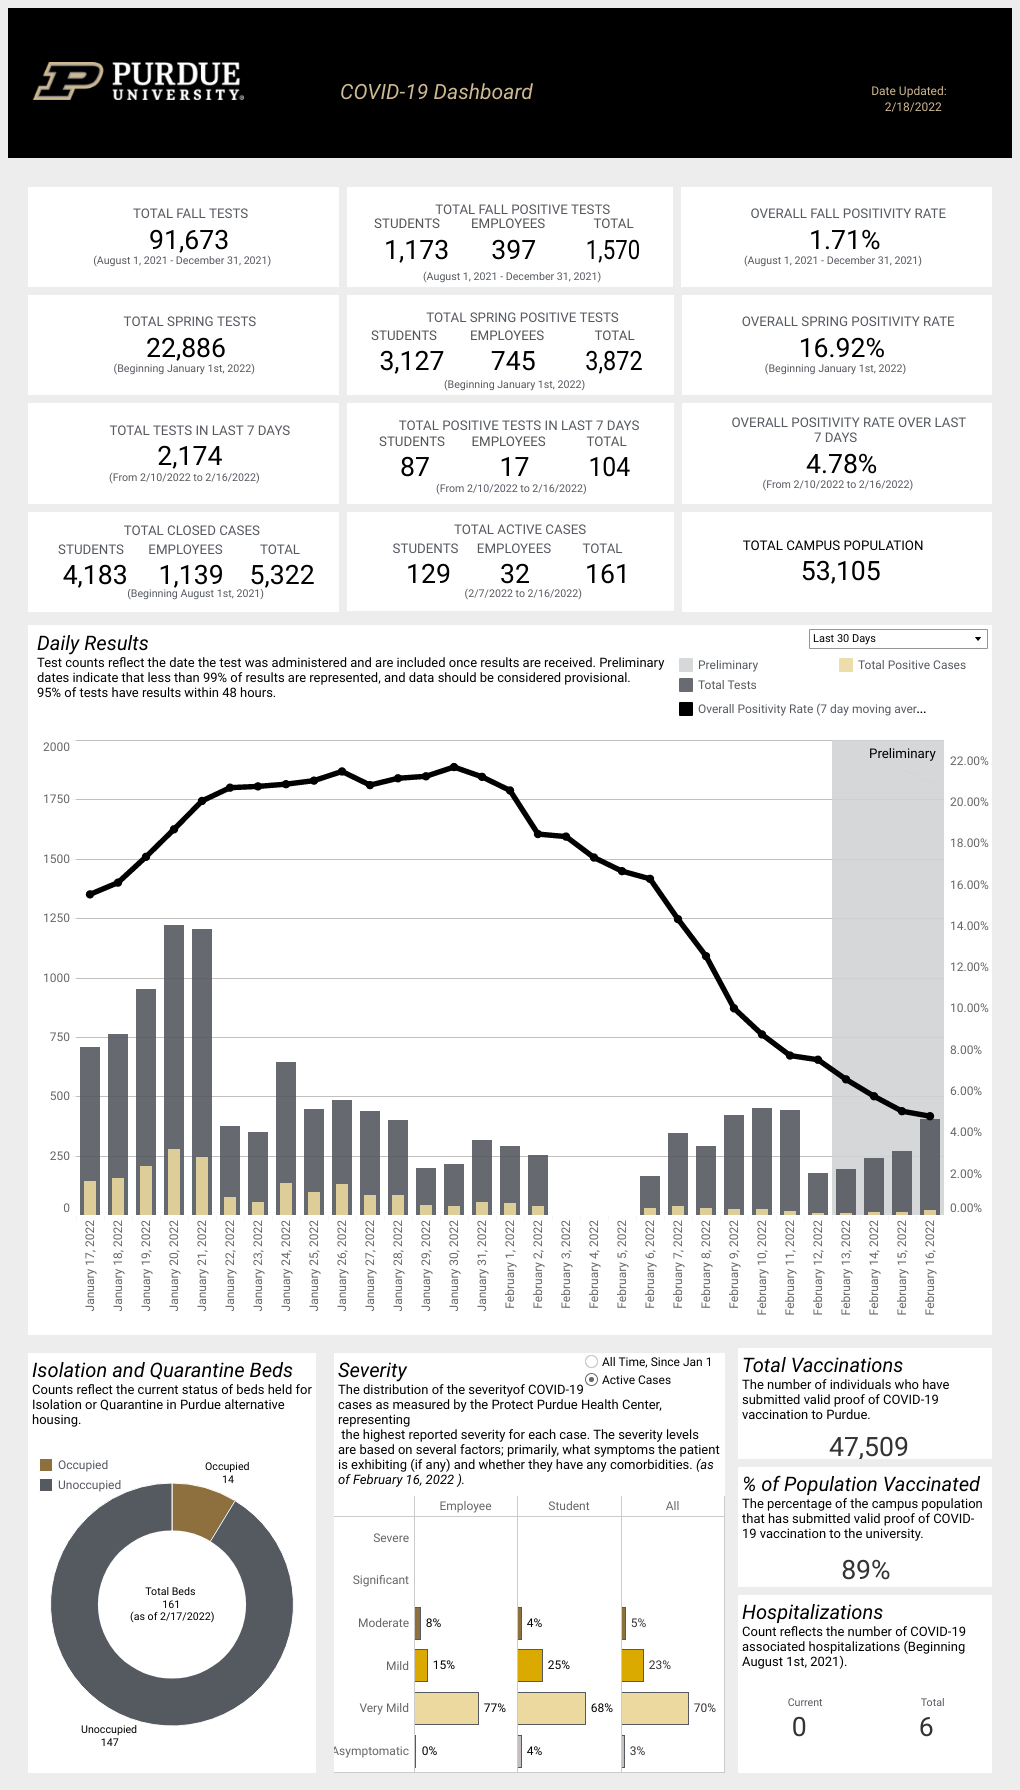 PURDUE
UNIVERSITY®
COVID-19 Dashboard
Date Updated:
2/18/2022
TOTAL FALL TESTS
91,673
(August 1, 2021 - December 31, 2021)
TOTAL FALL POSITIVE TESTS
STUDENTS EMPLOYEES TOTAL
1,173 397 1,570
(August 1, 2021 - December 31, 2021)
OVERALL FALL POSITIVITY RATE
1.71%
(August 1, 2021 - December 31, 2021)
TOTAL SPRING TESTS
22,886
(Beginning January 1st, 2022)
TOTAL SPRING POSITIVE TESTS
STUDENTS EMPLOYEES TOTAL
3,127 745 3,872
(Beginning January 1st, 2022)
OVERALL SPRING POSITIVITY RATE
16.92%
(Beginning January 1st, 2022)
TOTAL TESTS IN LAST 7 DAYS
2,174
(From 2/10/2022 to 2/16/2022)
TOTAL POSITIVE TESTS IN LAST 7 DAYS
STUDENTS EMPLOYEES TOTAL
87 17 104
(From 2/10/2022 to 2/16/2022)
OVERALL POSITIVITY RATE OVER LAST
7 DAYS
4.78%
(From 2/10/2022 to 2/16/2022)
TOTAL CLOSED CASES
STUDENTS EMPLOYEES TOTAL
4,183 1,139 5,322
(Beginning August 1st, 2021)
TOTAL ACTIVE CASES
STUDENTS EMPLOYEES TOTAL
129 32 161
(2/7/2022 to 2/16/2022)
TOTAL CAMPUS POPULATION
53,105
Daily Results
Test counts reflect the date the test was administered and are included once results are received. Preliminary
dates indicate that less than 99% of results are represented, and data should be considered provisional.
95% of tests have results within 48 hours.
Last 30 Days
Preliminary
Total Positive Cases
Total Tests
Overall Positivity Rate (7 day moving aver...
Preliminary
2000
1750
1500
1250
1000
750
500
250
0
22.00%
20.00%
18.00%
16.00%
14.00%
12.00%
10.00%
8.00%
6.00%
4.00%
2.00%
0.00%
January 17, 2022
January 18, 2022
January 19, 2022
January 20, 2022
January 21, 2022
January 22, 2022
January 23, 2022
January 24, 2022
January 25, 2022
January 26, 2022
January 27, 2022
January 28, 2022
January 29, 2022
January 30, 2022
January 31, 2022
February 1, 2022
February 2, 2022
February 3, 2022
February 4, 2022
February 5, 2022
February 6, 2022
February 7, 2022
February 8, 2022
February 9, 2022
February 10, 2022
February 11, 2022
February 12, 2022
February 13, 2022
February 14, 2022
February 15, 2022
February 16, 2022
Isolation and Quarantine Beds
Counts reflect the current status of beds held for
Isolation or Quarantine in Purdue alternative
housing.
Occupied
Unoccupied
Occupied
14
Total Beds
161
(as of 2/17/2022)
Unoccupied
147
Severity
All Time, Since Jan 1
Active Cases
The distribution of the severityof COVID-19
cases as measured by the Protect Purdue Health Center,
representing
the highest reported severity for each case. The severity levels
are based on several factors; primarily, what symptoms the patient
is exhibiting (if any) and whether they have any comorbidities. (as
of February 16, 2022 ).
Employee Student All
Severe
Significant
Moderate 8% 4% 5%
Mild 15% 25% 23%
Very Mild 77% 68% 70%
Asymptomatic 0% 4% 3%
Total Vaccinations
The number of individuals who have
submitted valid proof of COVID-19
vaccination to Purdue.
47,509
% of Population Vaccinated
The percentage of the campus population
that has submitted valid proof of COVID-
19 vaccination to the university.
89%
Hospitalizations
Count reflects the number of COVID-19
associated hospitalizations (Beginning
August 1st, 2021).
Current Total
0 6